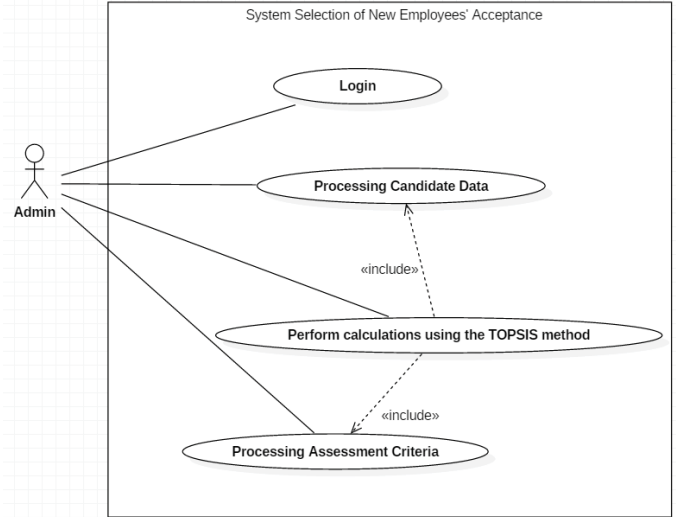 System Selection of New Employees' Acceptance
Login
Processing Candidate Data
Admin
«include»
Perform calculations using the TOPSIS method
«include»
Processing Assessment Criteria